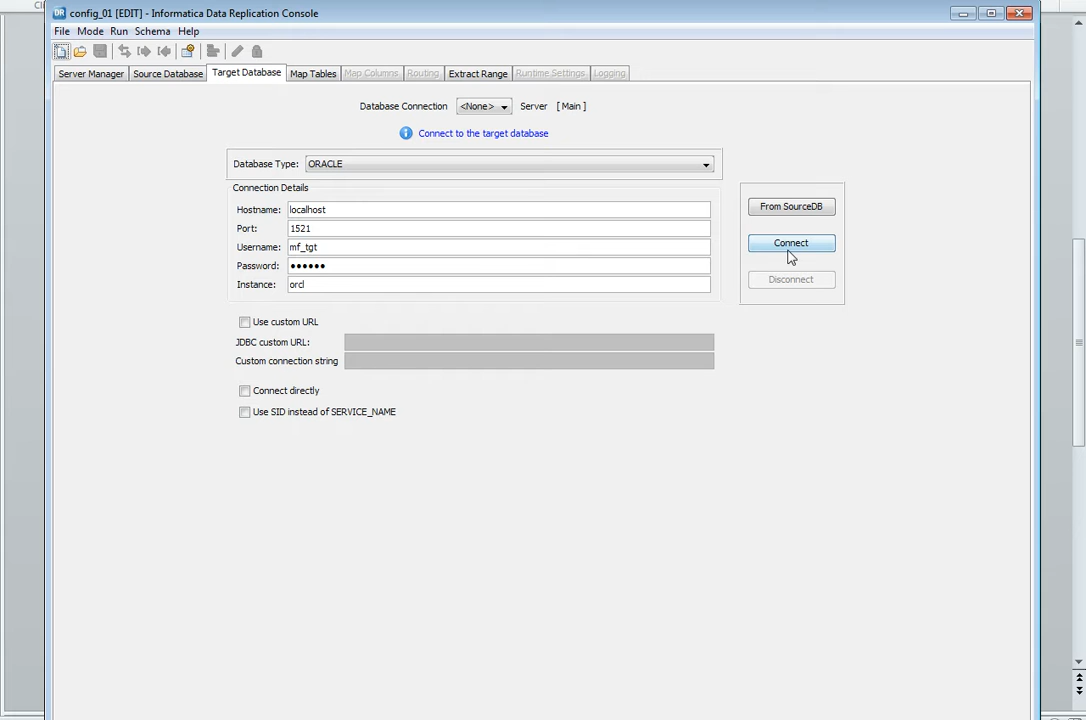 config_01 [EDIT] - Informatica Data Replication Console
File Mode Run Schema Help
Server Manager Source Database Target Database Map Tables Map Columns Routing Extract Range Runtime Settings Logging
Database Connection <None> Server [Main]
Connect to the target database
Database Type: ORACLE
Connection Details
Hostname: localhost
Port: 1521
Username: mf_tgt
Password: ●●●●●●
Instance: orcl
From SourceDB
Connect
Disconnect
Use custom URL
JDBC custom URL:
Custom connection string
Connect directly
Use SID instead of SERVICE_NAME